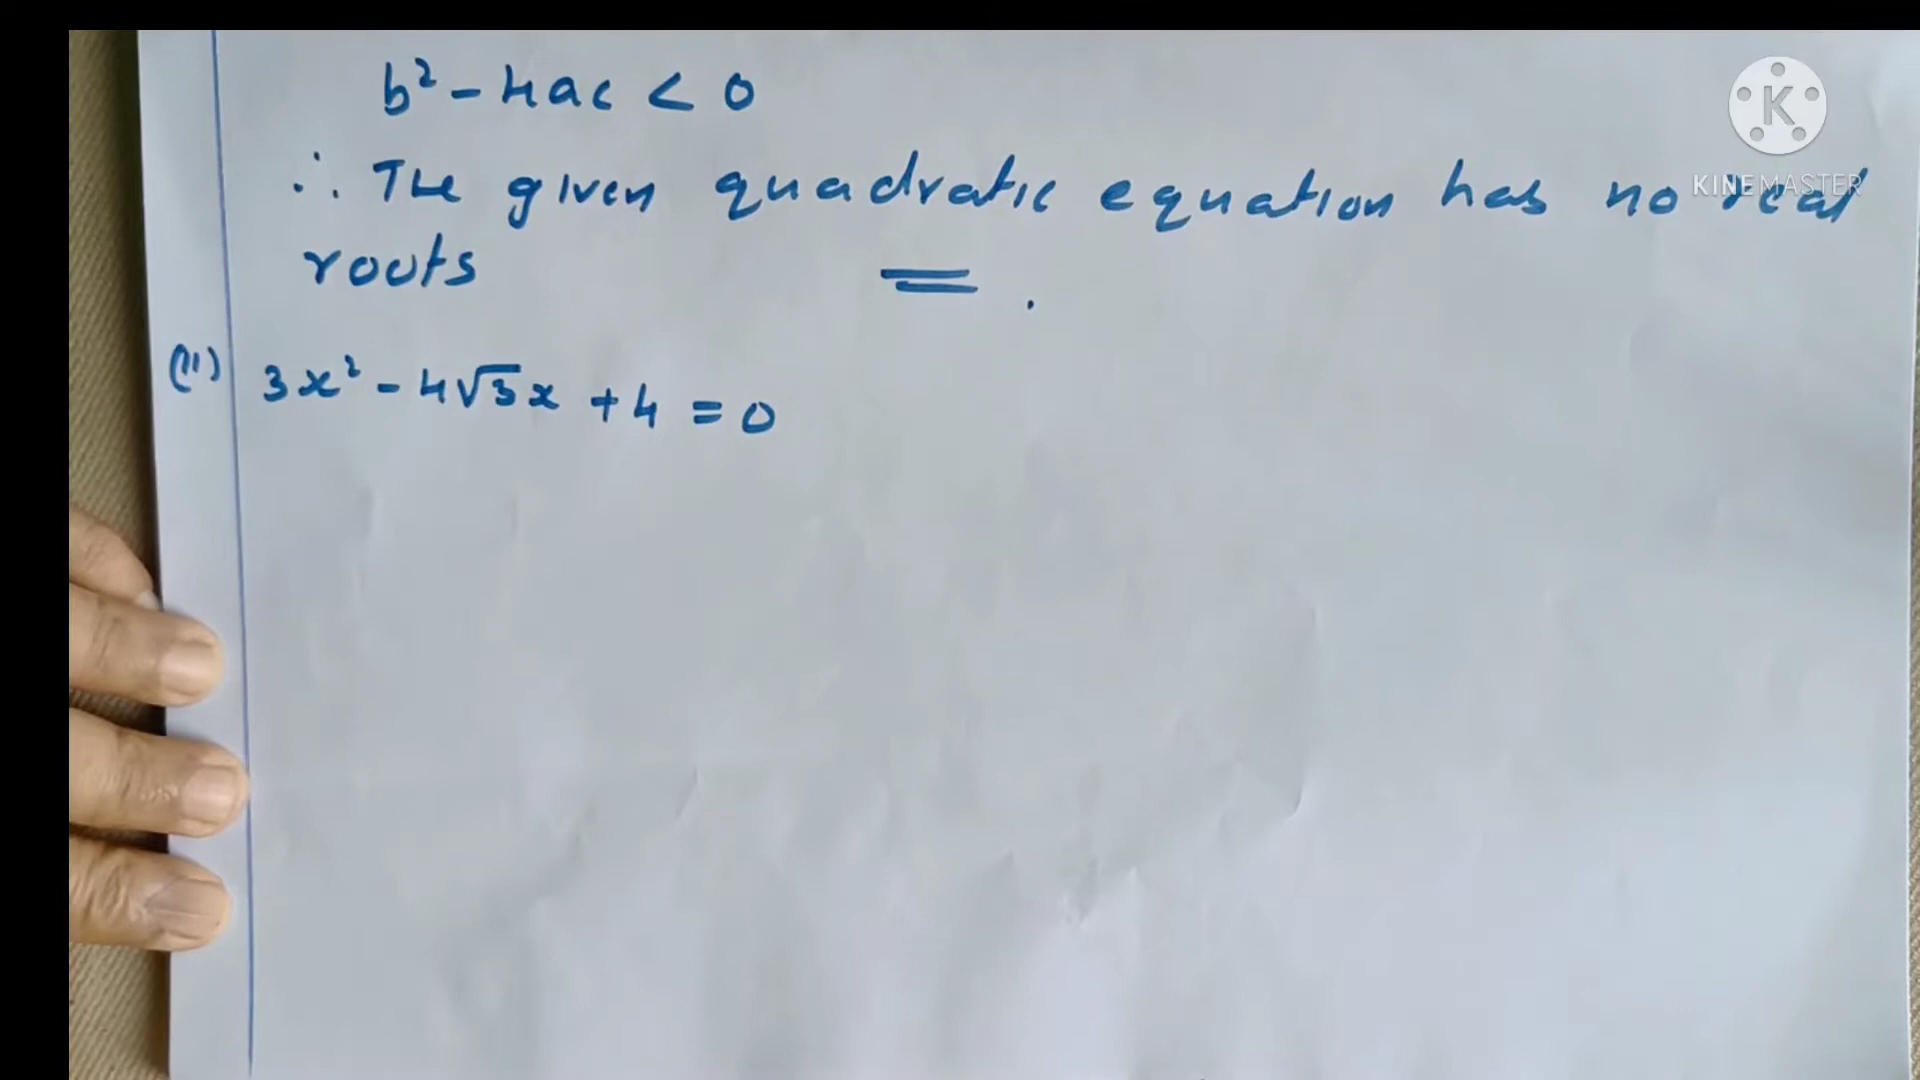 b² - 4ac < 0
∴ The given quadratic equation has no real
roots
(ii) 3x² - 4√3x + 4 = 0
K
KINEMASTER